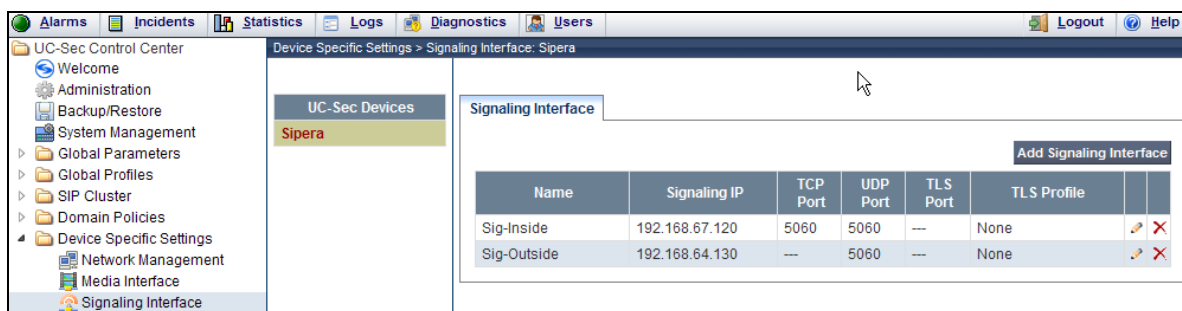 Alarms Incidents Statistics Logs Diagnostics Users Logout Help
UC-Sec Control Center
Welcome
Administration
Backup/Restore
System Management
Global Parameters
Global Profiles
SIP Cluster
Domain Policies
Device Specific Settings
Network Management
Media Interface
Signaling Interface
Device Specific Settings > Signaling Interface: Sipera
UC-Sec Devices
Sipera
Signaling Interface
Add Signaling Interface
Name Signaling IP TCP Port UDP Port TLS Port TLS Profile
Sig-Inside 192.168.67.120 5060 5060 --- None
Sig-Outside 192.168.64.130 --- 5060 --- None